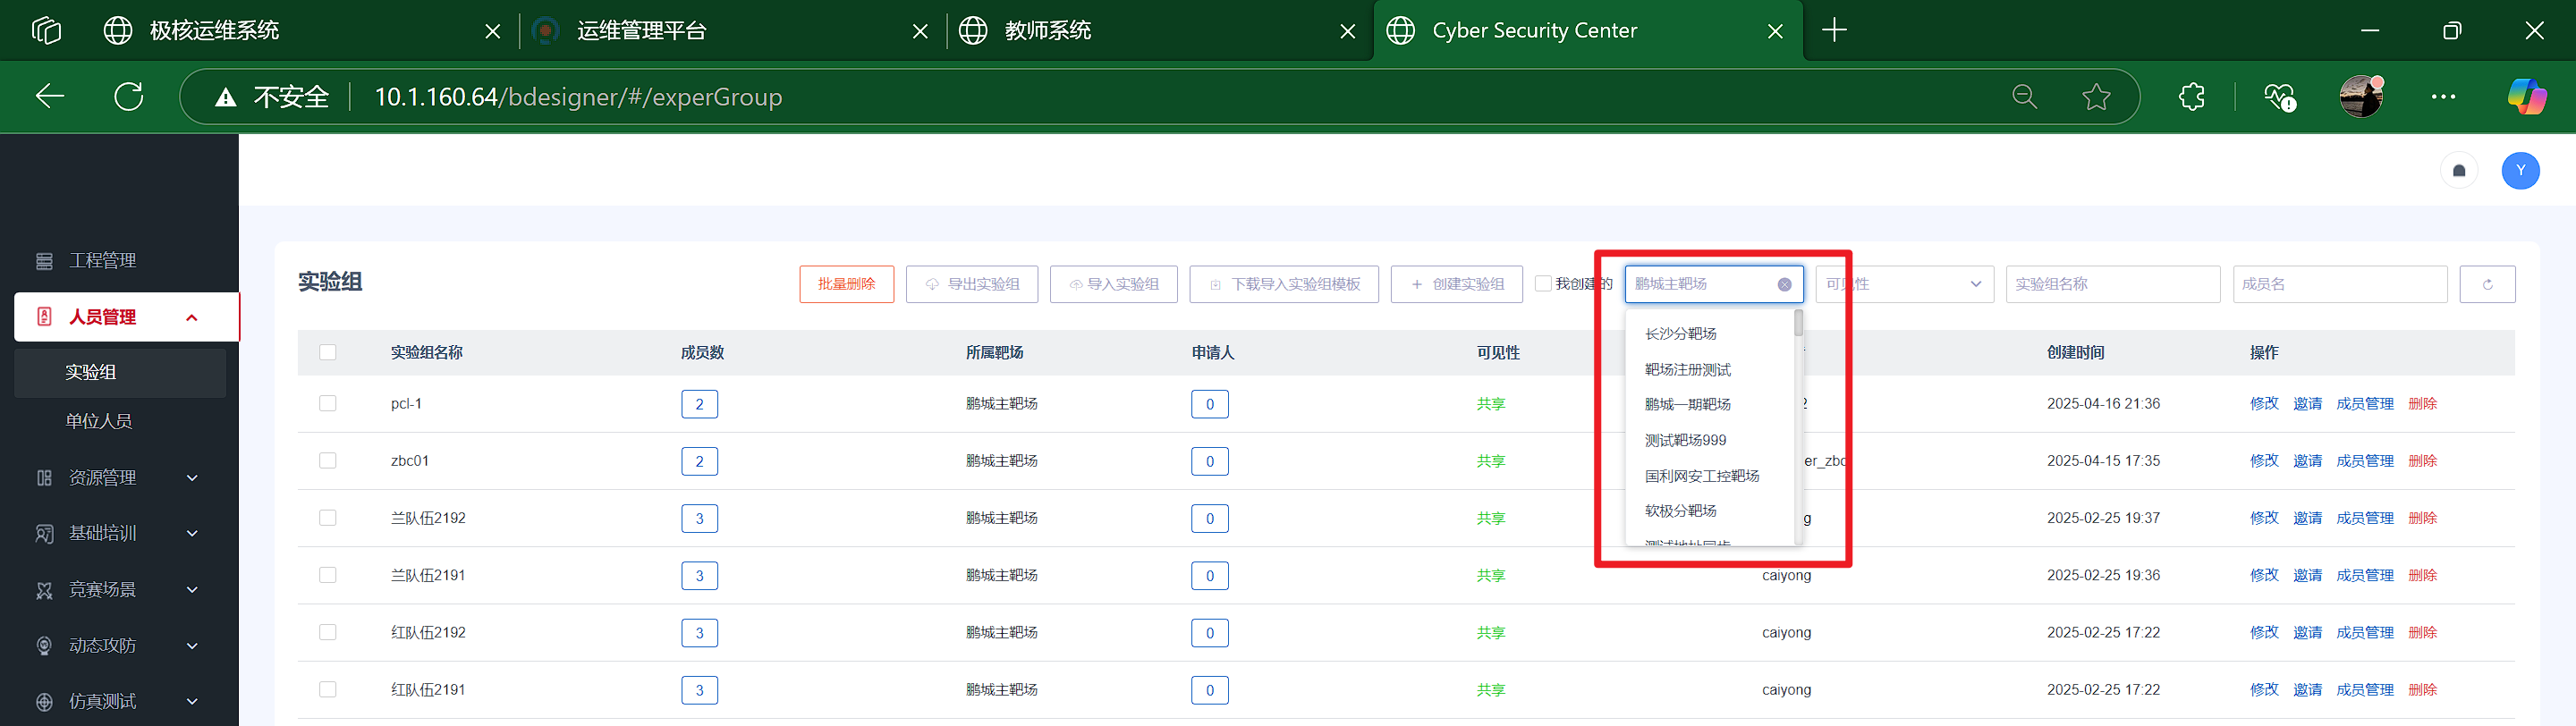 极核运维系统
运维管理平台
教师系统
Cyber Security Center
不安全
10.1.160.64/bdesigner/#/experGroup
Y
工程管理
人员管理
实验组
单位人员
资源管理
基础培训
竞赛场景
动态攻防
仿真测试
实验组
批量删除
导出实验组
导入实验组
下载导入实验组模板
创建实验组
我创建的
鹏城主靶场
可见性
实验组名称
成员名
长沙分靶场
靶场注册测试
鹏城一期靶场
测试靶场999
国利网安工控靶场
软极分靶场
测试地址同步
实验组名称 成员数 所属靶场 申请人 可见性 创建时间 操作
pcl-1 2 鹏城主靶场 0 共享 2 2025-04-16 21:36 修改 邀请 成员管理 删除
zbc01 2 鹏城主靶场 0 共享 er_zbc 2025-04-15 17:35 修改 邀请 成员管理 删除
兰队伍2192 3 鹏城主靶场 0 共享 g 2025-02-25 19:37 修改 邀请 成员管理 删除
兰队伍2191 3 鹏城主靶场 0 共享 caiyong 2025-02-25 19:36 修改 邀请 成员管理 删除
红队伍2192 3 鹏城主靶场 0 共享 caiyong 2025-02-25 17:22 修改 邀请 成员管理 删除
红队伍2191 3 鹏城主靶场 0 共享 caiyong 2025-02-25 17:22 修改 邀请 成员管理 删除